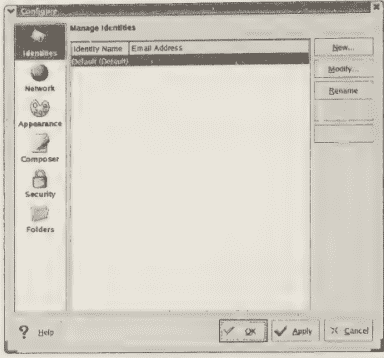 Configure
Manage Identities
Identities
Network
Appearance
Composer
Security
Folders
Identity Name Email Address
Default (Default)
New...
Modify...
Rename
? Help
OK
Apply
Cancel